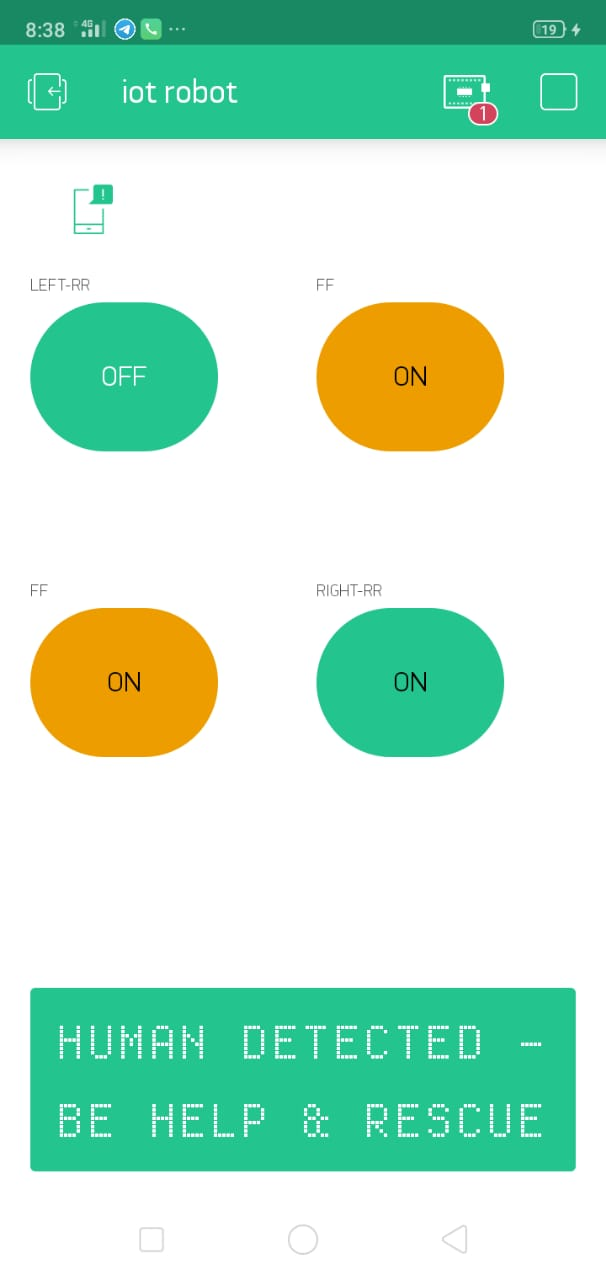 8:38 4G 19
iot robot
1
!
LEFT-RR FF
OFF ON
FF RIGHT-RR
ON ON
HUMAN DETECTED -
BE HELP & RESCUE